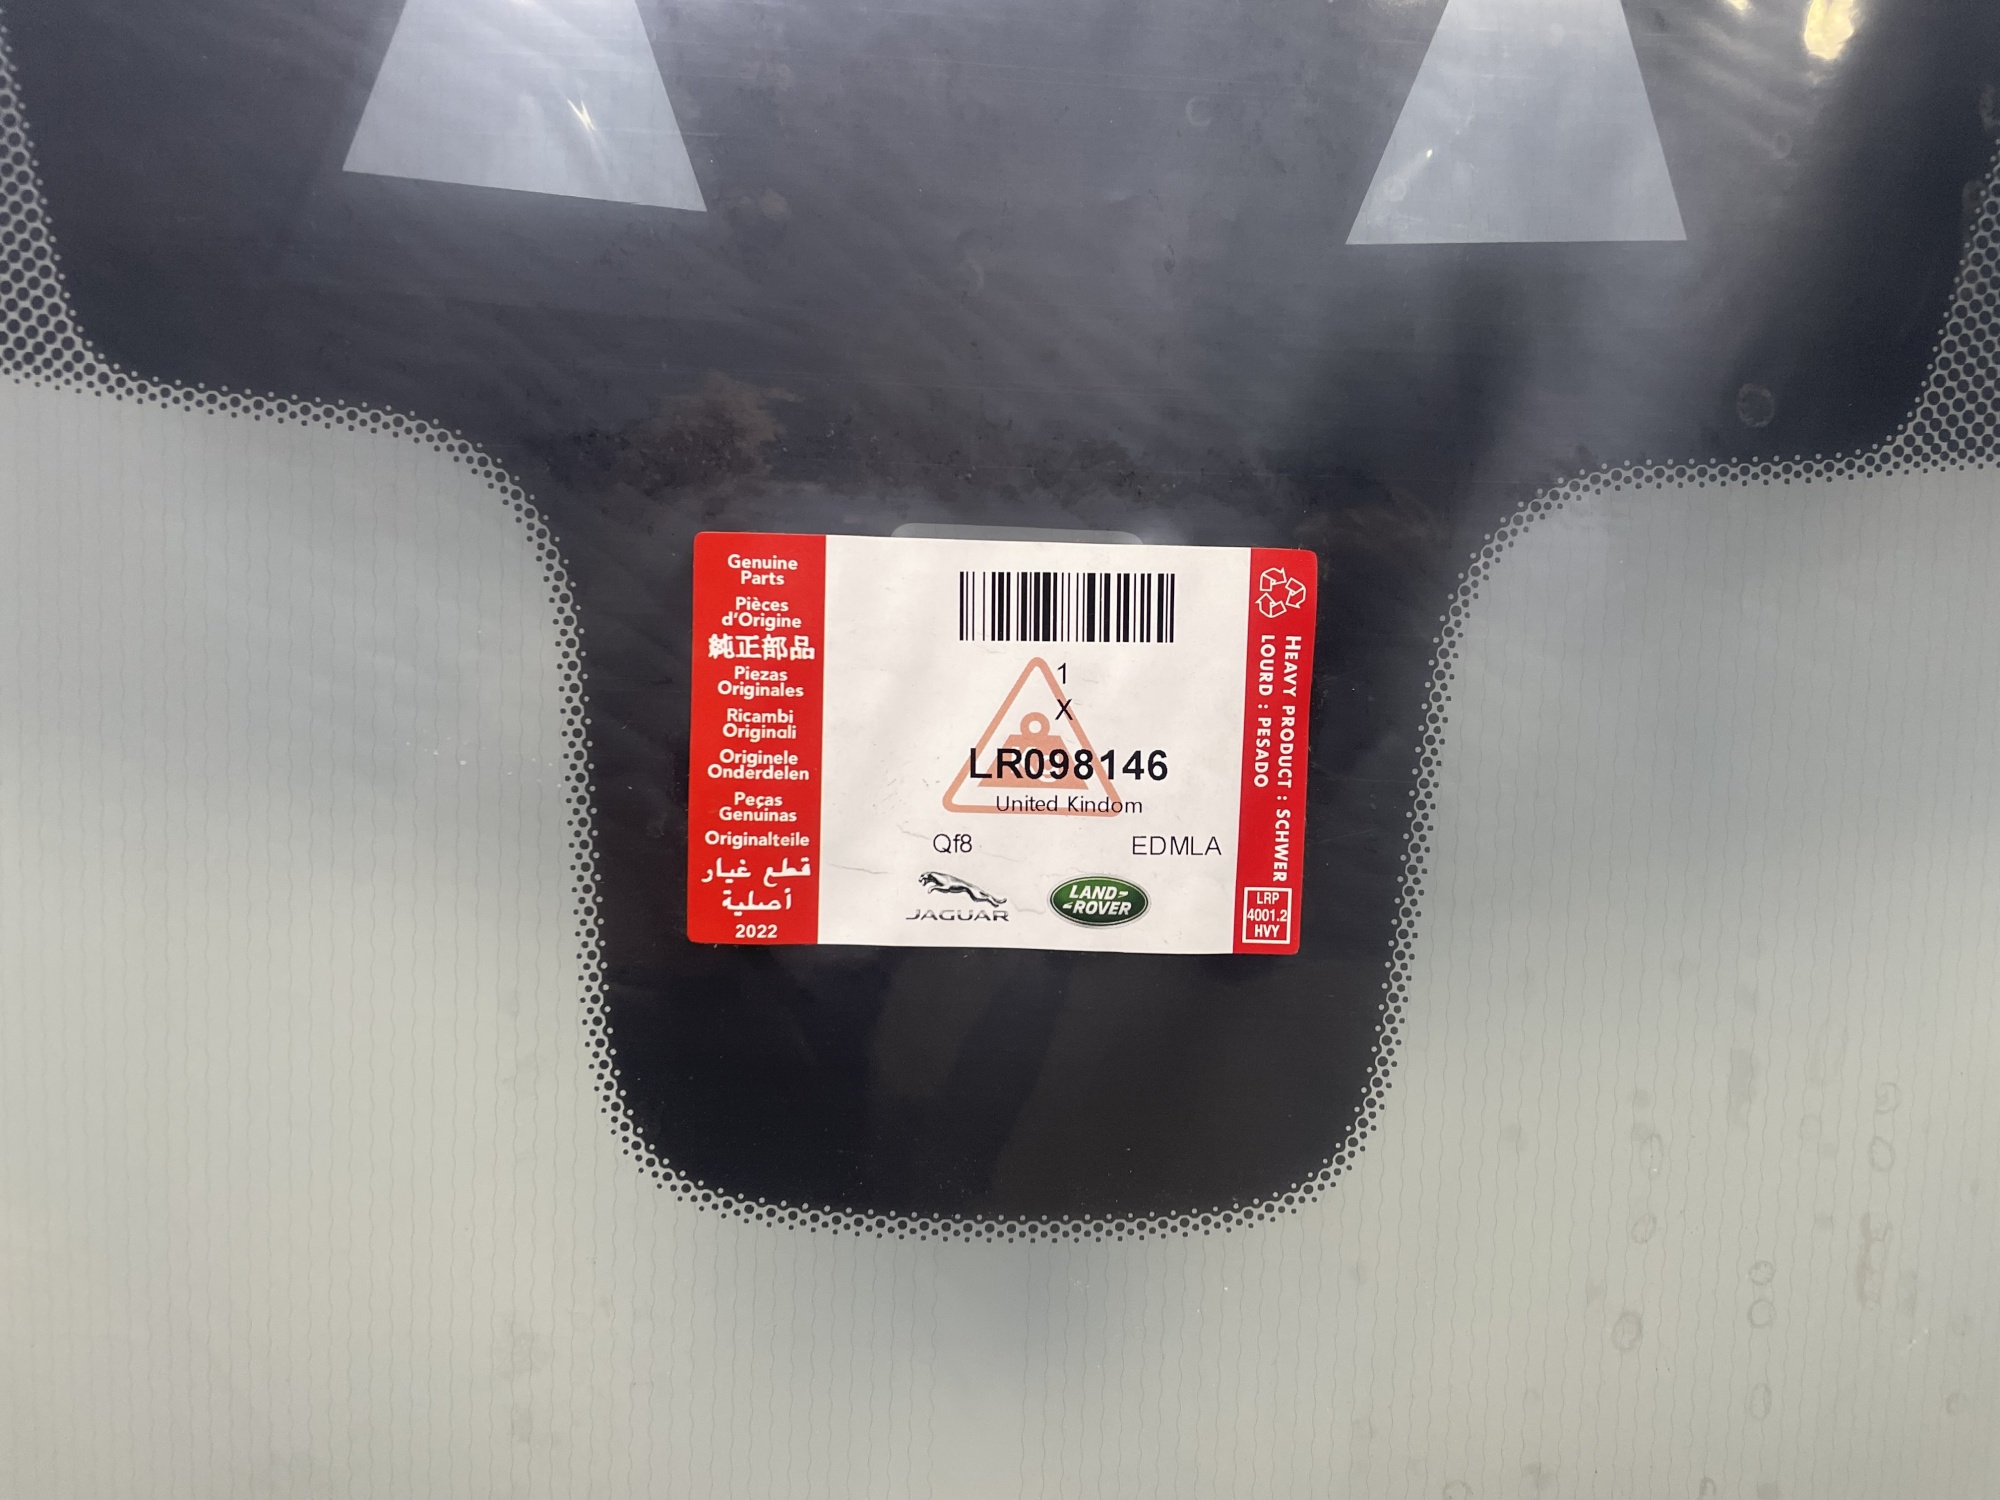 Genuine
Parts
Pièces
d'Origine
純正部品
Piezas
Originales
Ricambi
Originali
Originele
Onderdelen
Peças
Genuinas
Originalteile
قطع غيار
أصلية
2022
1
X
LR098146
United Kindom
Qf8 EDMLA
JAGUAR
LAND-
-ROVER
HEAVY PRODUCT : SCHWER
LOURD : PESADO
LRP
4001.2
HVY